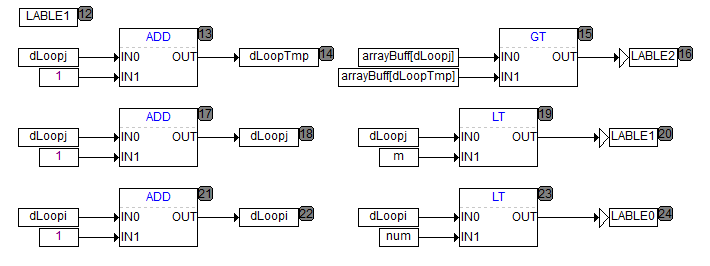 LABLE1 12
ADD 13 GT 15
dLoopj IN0 OUT dLoopTmp 14 arrayBuff[dLoopj] IN0 OUT LABLE2 16
1 IN1 arrayBuff[dLoopTmp] IN1
ADD 17 LT 19
dLoopj IN0 OUT dLoopj 18 dLoopj IN0 OUT LABLE1 20
1 IN1 m IN1
ADD 21 LT 23
dLoopi IN0 OUT dLoopi 22 dLoopi IN0 OUT LABLE0 24
1 IN1 num IN1